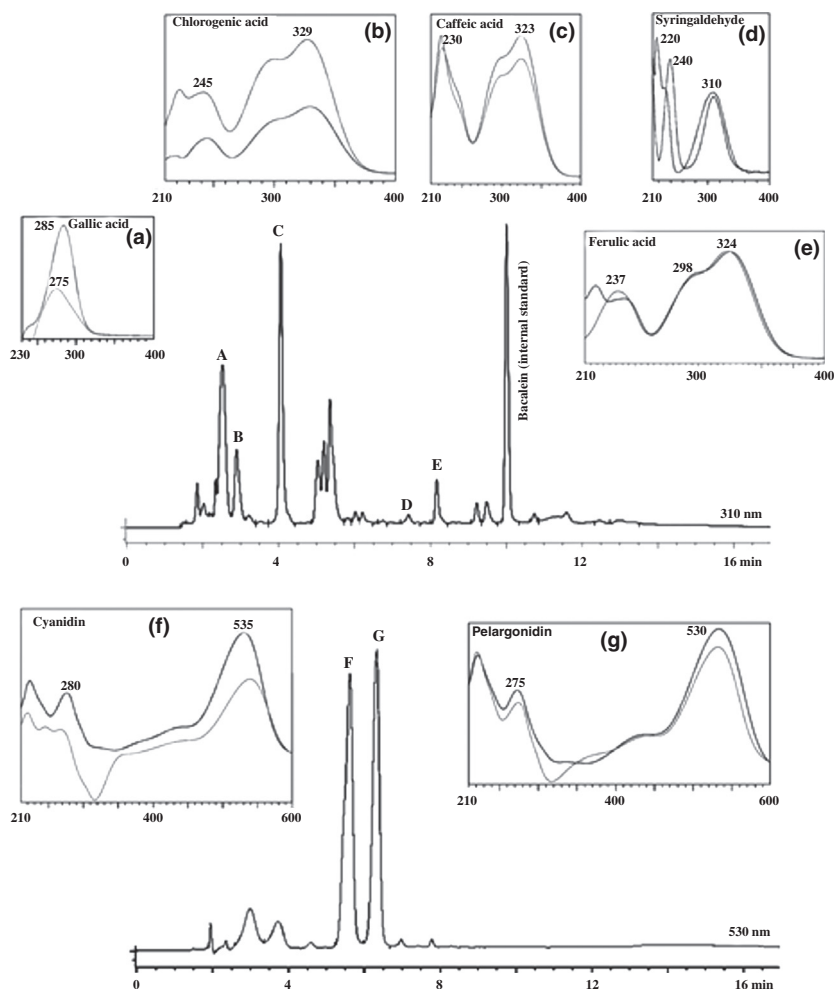 Chlorogenic acid
(b)
329
245
210
300
400
Caffeic acid
(c)
230
323
210
300
400
Syringaldehyde
(d)
220
240
310
210
300
400
Gallic acid
(a)
285
275
230
300
400
Ferulic acid
(e)
237
298
324
210
300
400
A
B
C
D
E
Bacalein (internal standard)
310 nm
0
4
8
12
16 min
Cyanidin
(f)
280
535
210
400
600
F
G
Pelargonidin
(g)
275
530
210
400
600
530 nm
0
4
8
12
16 min